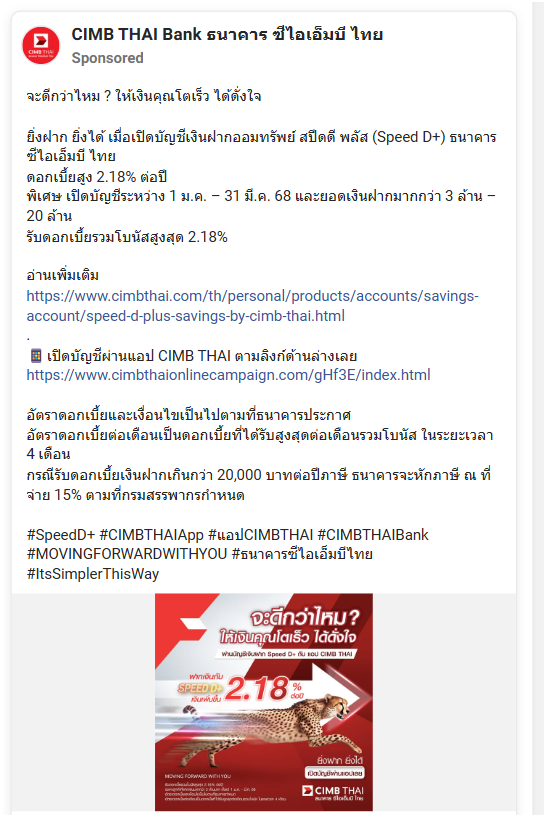 CIMB THAI Bank ธนาคาร ซีไอเอ็มบี ไทย
Sponsored
จะดีกว่าไหม ? ให้เงินคุณโตเร็ว ได้ดั่งใจ
ยิ่งฝาก ยิ่งได้ เมื่อเปิดบัญชีเงินฝากออมทรัพย์ สปีดดี พลัส (Speed D+) ธนาคาร
ซีไอเอ็มบี ไทย
ดอกเบี้ยสูง 2.18% ต่อปี
พิเศษ เปิดบัญชีระหว่าง 1 ม.ค. – 31 มี.ค. 68 และยอดเงินฝากมากกว่า 3 ล้าน –
20 ล้าน
รับดอกเบี้ยรวมโบนัสสูงสุด 2.18%
อ่านเพิ่มเติม
https://www.cimbthai.com/th/personal/products/accounts/savings-
account/speed-d-plus-savings-by-cimb-thai.html
.
เปิดบัญชีผ่านแอป CIMB THAI ตามลิงก์ด้านล่างเลย
https://www.cimbthaionlinecampaign.com/gHf3E/index.html
อัตราดอกเบี้ยและเงื่อนไขเป็นไปตามที่ธนาคารประกาศ
อัตราดอกเบี้ยต่อเดือนเป็นดอกเบี้ยที่ได้รับสูงสุดต่อเดือนรวมโบนัส ในระยะเวลา
4 เดือน
กรณีรับดอกเบี้ยเงินฝากเกินกว่า 20,000 บาทต่อปีภาษี ธนาคารจะหักภาษี ณ ที่
จ่าย 15% ตามที่กรมสรรพากรกำหนด
#SpeedD+ #CIMBTHAIApp #แอปCIMBTHAI #CIMBTHAIBank
#MOVINGFORWARDWITHYOU #ธนาคารซีไอเอ็มบีไทย
#ItsSimplerThisWay
จะดีกว่าไหม?
ให้เงินคุณโตเร็ว ได้ดั่งใจ
ผ่านบัญชีเงินฝาก Speed D+ กับ แอป CIMB THAI
ฝากเงินกับ
SPEED D+
เงินเพิ่มขึ้น
2.18 % ต่อปี
ยิ่งฝาก ยิ่งได้
เปิดบัญชีผ่านแอปเลย
MOVING FORWARD WITH YOU
CIMB THAI
ธนาคาร ซีไอเอ็มบี ไทย